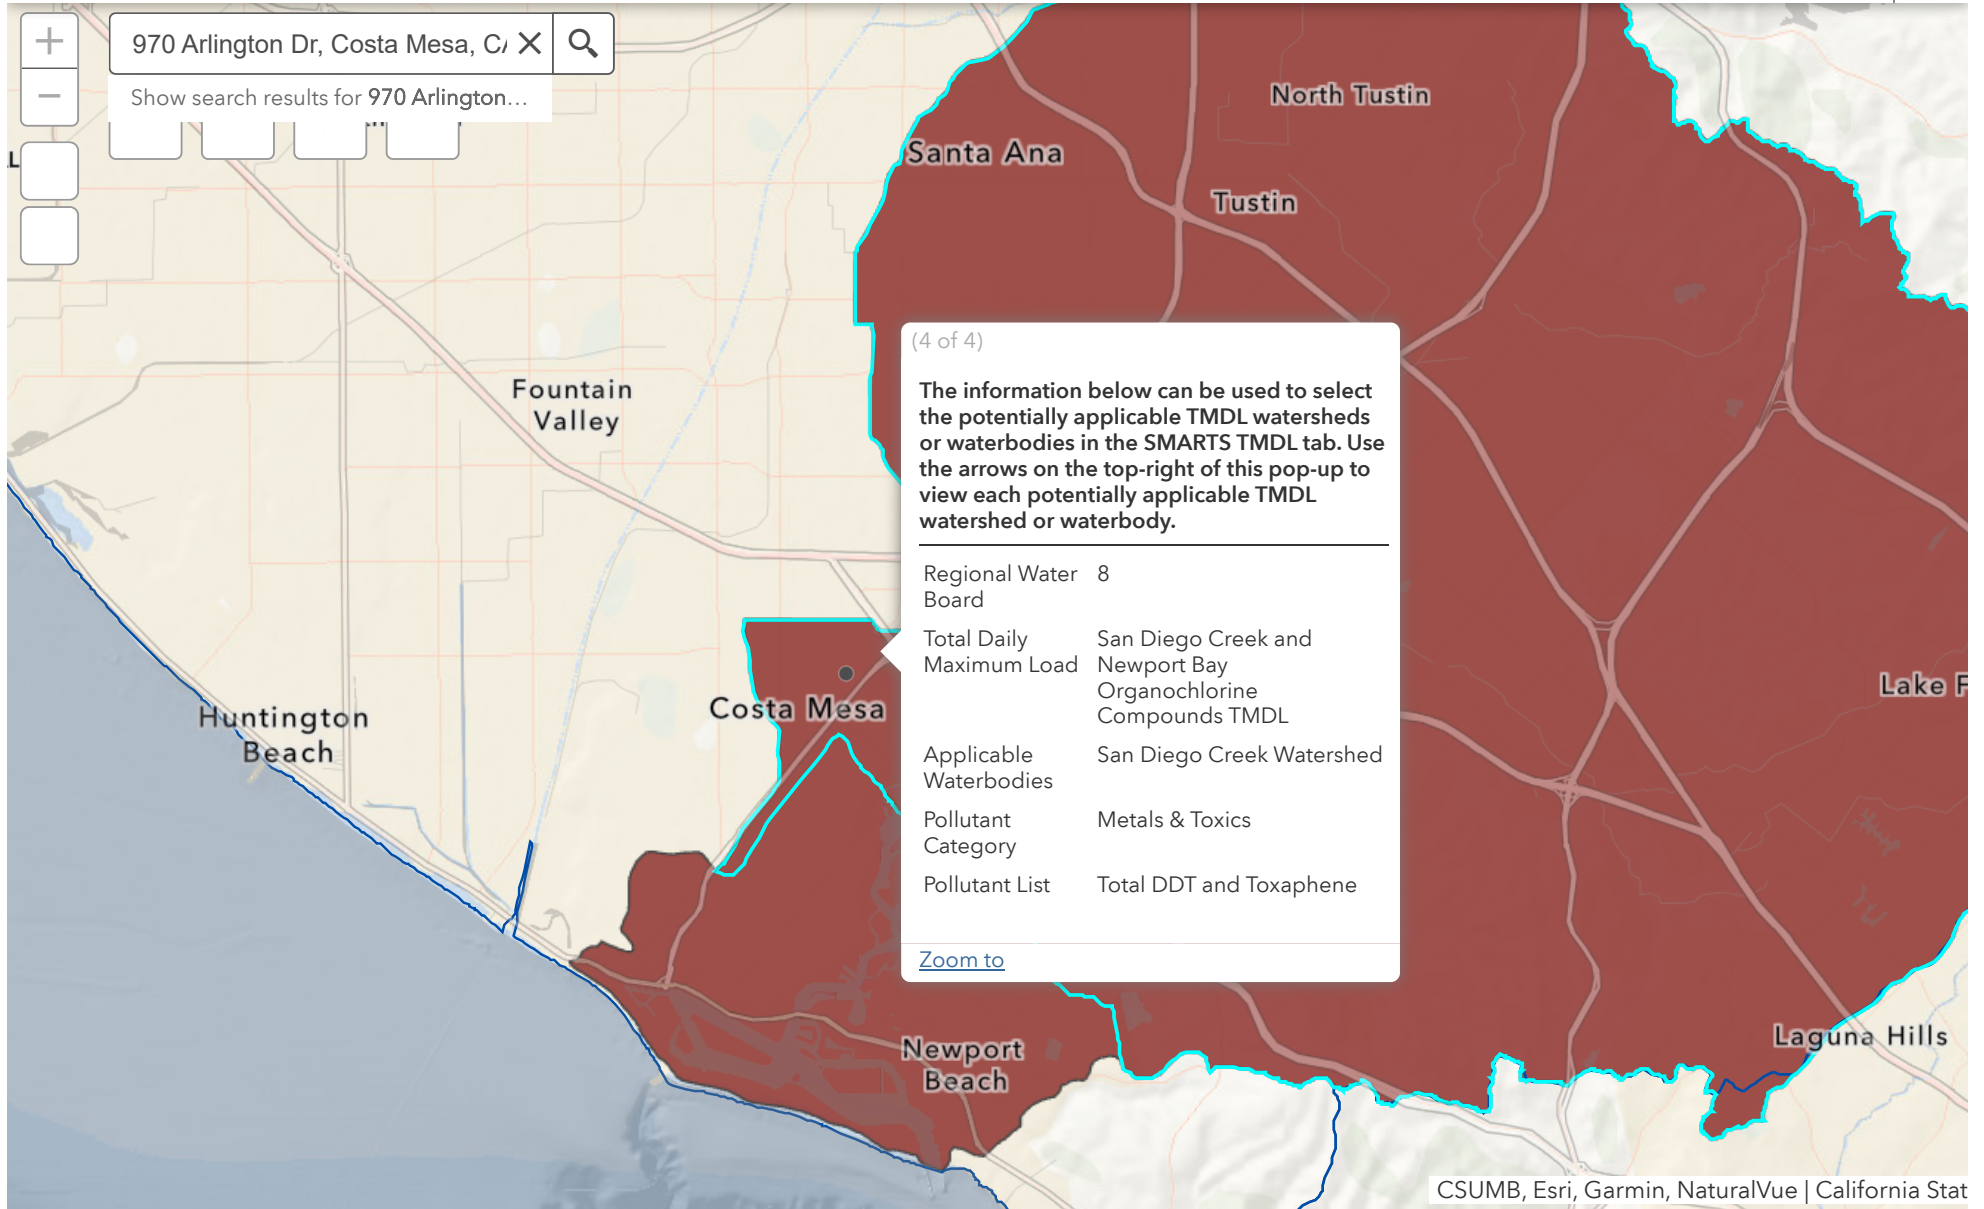 970 Arlington Dr, Costa Mesa, C
Show search results for 970 Arlington...
North Tustin
Santa Ana
Tustin
(4 of 4)
The information below can be used to select
the potentially applicable TMDL watersheds
or waterbodies in the SMARTS TMDL tab. Use
the arrows on the top-right of this pop-up to
view each potentially applicable TMDL
watershed or waterbody.
Fountain
Valley
Regional Water Board 8
Total Daily Maximum Load San Diego Creek and
Newport Bay
Organochlorine
Compounds TMDL
Applicable Waterbodies San Diego Creek Watershed
Pollutant Category Metals & Toxics
Pollutant List Total DDT and Toxaphene
Zoom to
Costa Mesa
Huntington
Beach
Lake F
Newport
Beach
Laguna Hills
CSUMB, Esri, Garmin, NaturalVue | California Stat